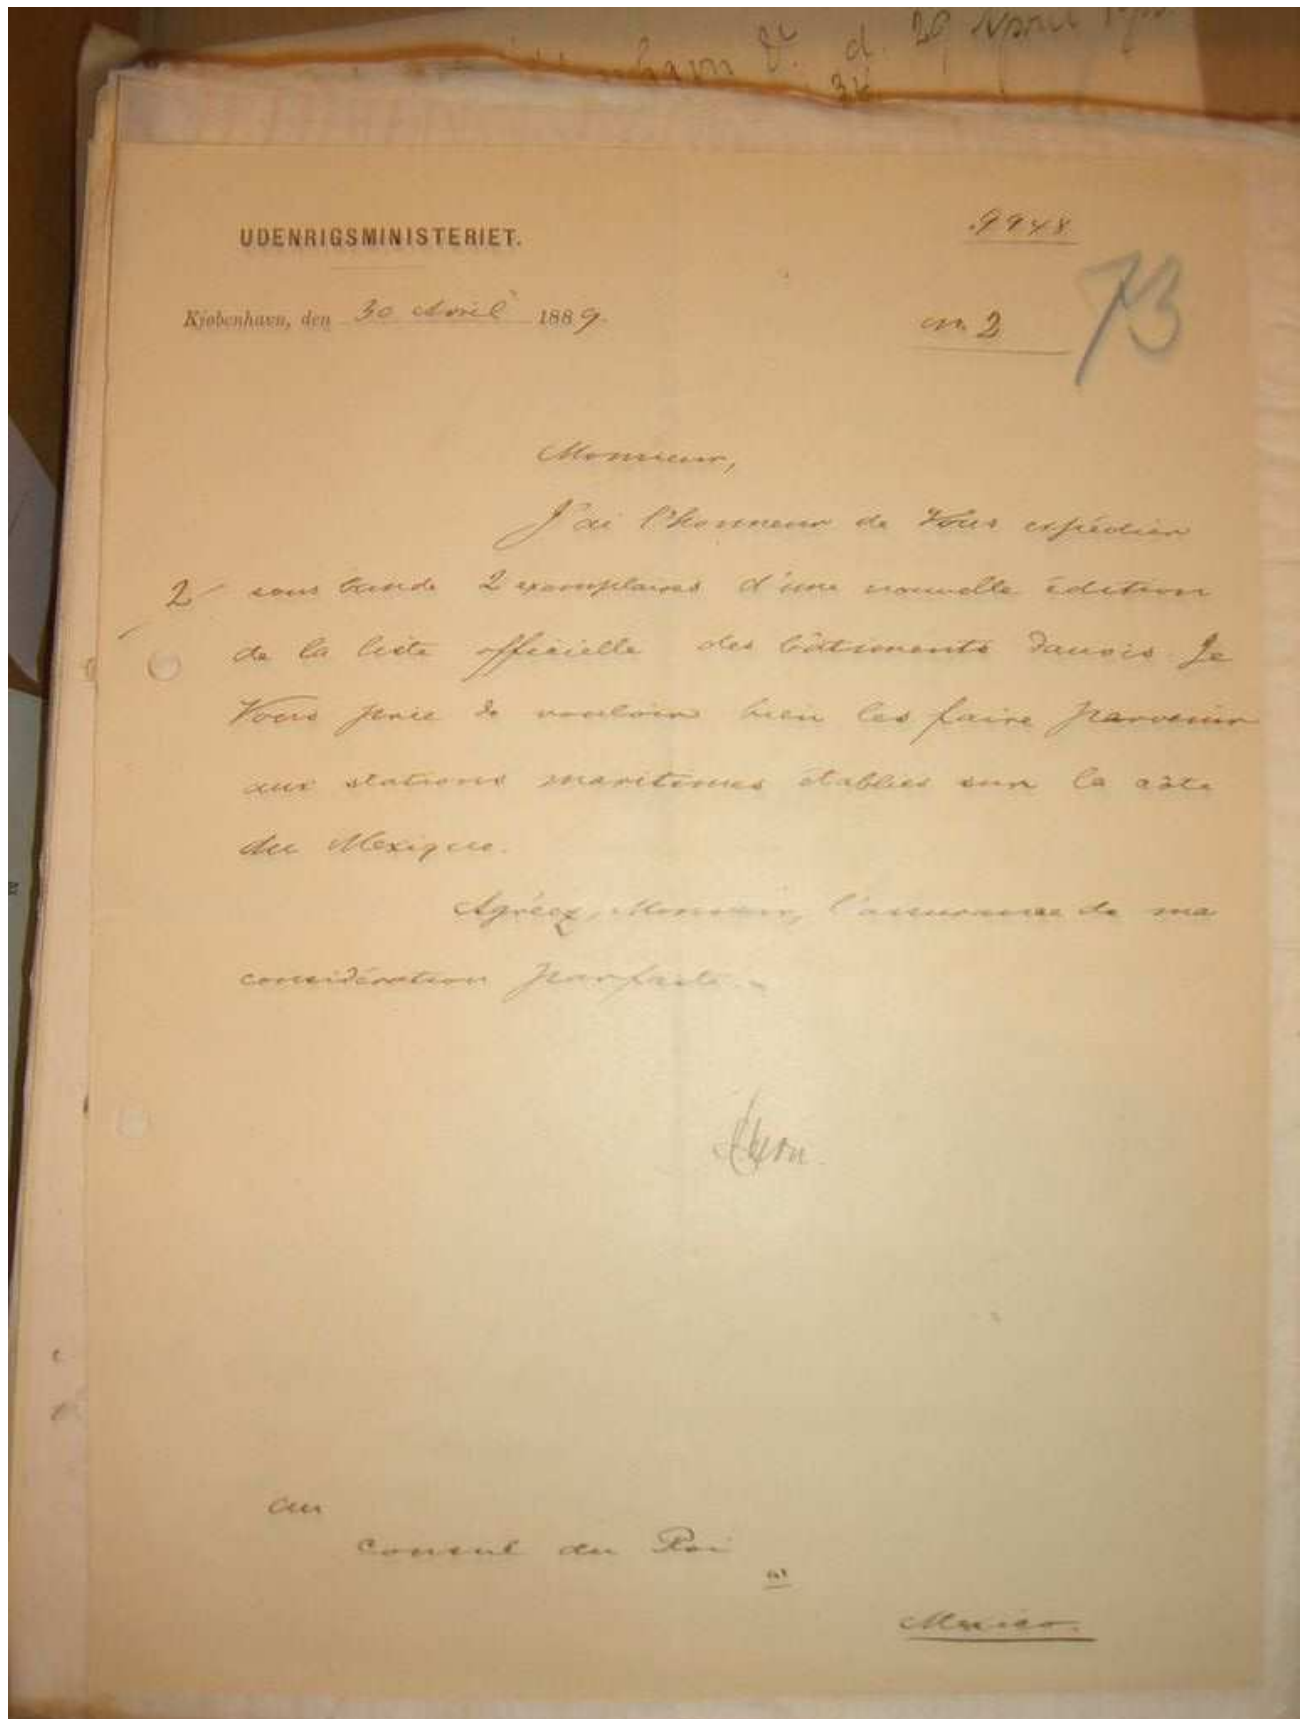 d. 29 April
UDENRIGSMINISTERIET.
9948
73
Kjøbenhavn, den 30 Avril 1889.
n. 2
Monsieur,
J'ai l'honneur de Vous expédier
2 sous bande 2 exemplaires d'une nouvelle édition
de la liste officielle des bâtiments danois. Je
Vous prie de vouloir bien les faire parvenir
aux stations maritimes établies sur la côte
du Mexique.
Agréez, Monsieur, l'assurance de ma
considération parfaite.
au
Consul du Roi
à
Mexico.